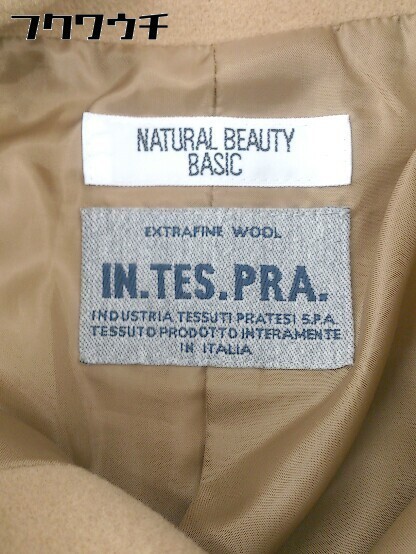 フクワウチ
NATURAL BEAUTY
BASIC
EXTRAFINE WOOL
IN.TES.PRA.
INDUSTRIA TESSUTI PRATESI S.P.A.
TESSUTO PRODOTTO INTERAMENTE
IN ITALIA